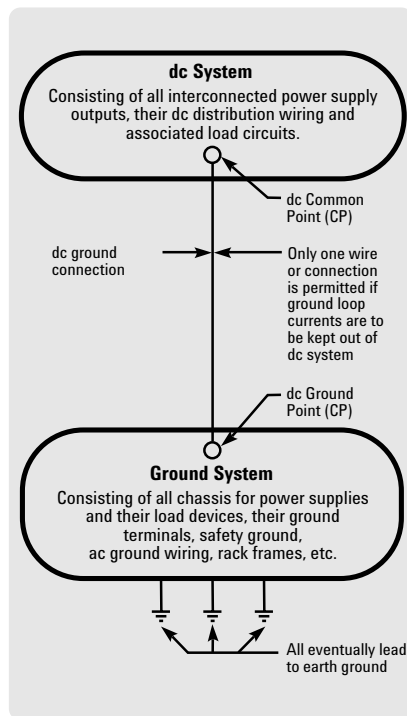 dc System
Consisting of all interconnected power supply
outputs, their dc distribution wiring and
associated load circuits.
dc Common
Point (CP)
dc ground
connection
Only one wire
or connection
is permitted if
ground loop
currents are to
be kept out of
dc system
dc Ground
Point (CP)
Ground System
Consisting of all chassis for power supplies
and their load devices, their ground
terminals, safety ground,
ac ground wiring, rack frames, etc.
All eventually lead
to earth ground